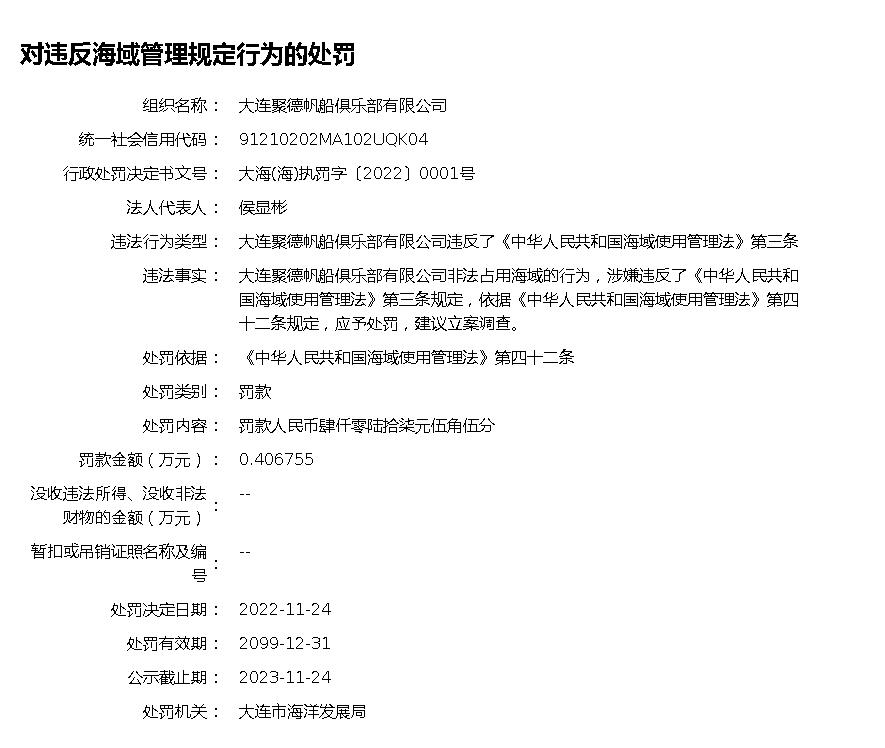 对违反海域管理规定行为的处罚
组织名称： 大连聚德帆船俱乐部有限公司
统一社会信用代码： 91210202MA102UQK04
行政处罚决定书文号： 大海(海)执罚字〔2022〕0001号
法人代表人： 侯显彬
违法行为类型： 大连聚德帆船俱乐部有限公司违反了《中华人民共和国海域使用管理法》第三条
违法事实： 大连聚德帆船俱乐部有限公司非法占用海域的行为，涉嫌违反了《中华人民共和
国海域使用管理法》第三条规定，依据《中华人民共和国海域使用管理法》第四
十二条规定，应予处罚，建议立案调查。
处罚依据： 《中华人民共和国海域使用管理法》第四十二条
处罚类别： 罚款
处罚内容： 罚款人民币肆仟零陆拾柒元伍角伍分
罚款金额（万元）： 0.406755
没收违法所得、没收非法
财物的金额（万元）： --
暂扣或吊销证照名称及编
号： --
处罚决定日期： 2022-11-24
处罚有效期： 2099-12-31
公示截止期： 2023-11-24
处罚机关： 大连市海洋发展局